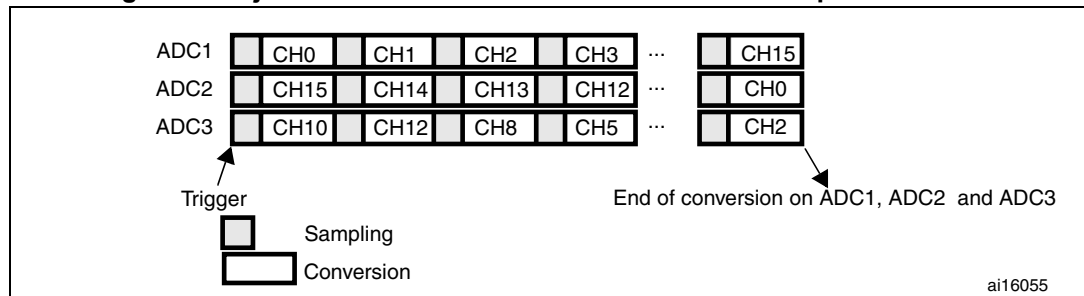 ADC1 CH0 CH1 CH2 CH3 ... CH15
ADC2 CH15 CH14 CH13 CH12 ... CH0
ADC3 CH10 CH12 CH8 CH5 ... CH2
Trigger
End of conversion on ADC1, ADC2 and ADC3
Sampling
Conversion
ai16055